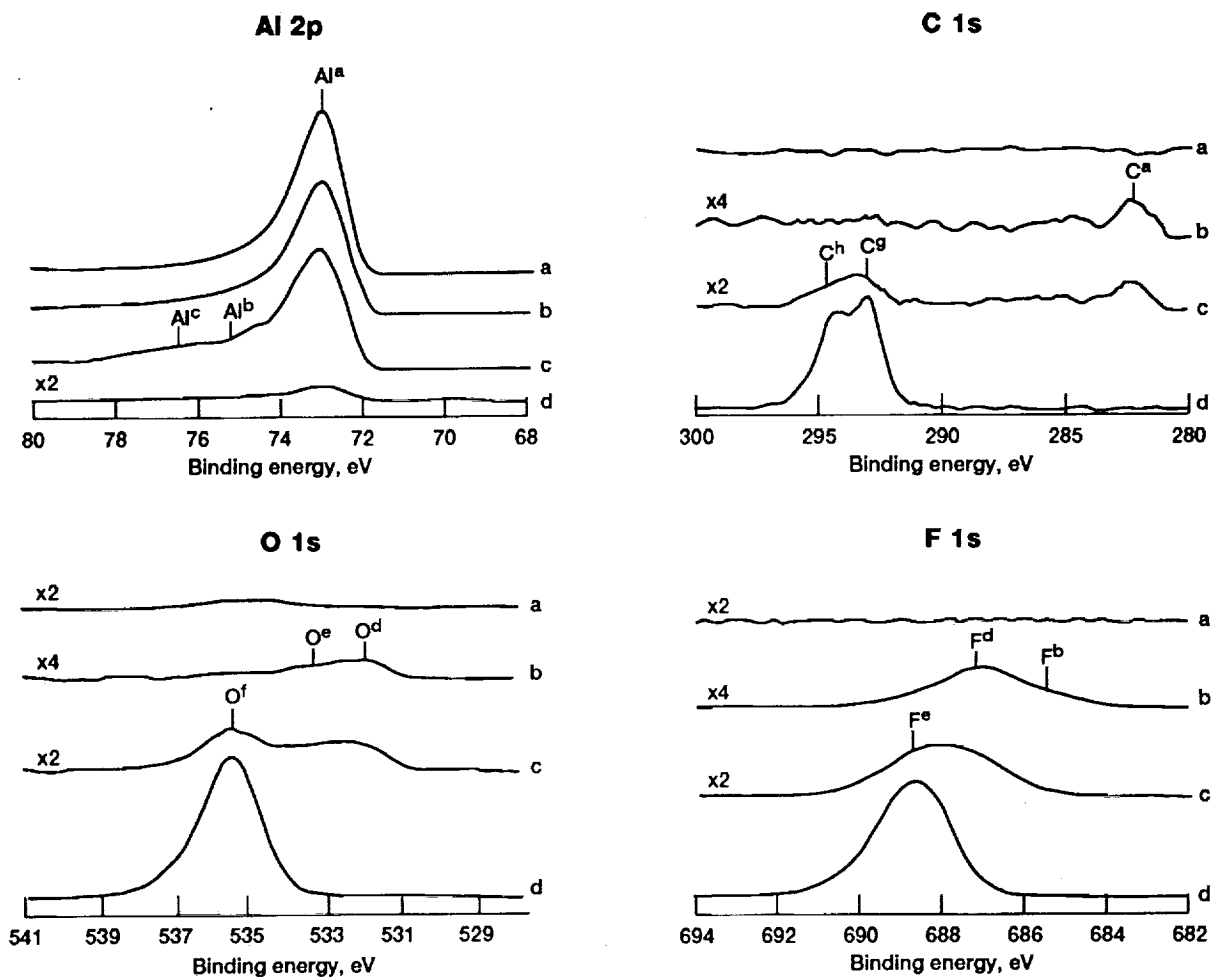 Al 2p
Al^a
a
b
Al^c Al^b
c
x2
d
80 78 76 74 72 70 68
Binding energy, eV
C 1s
a
x4
C^a
b
C^h C^g
x2
c
d
300 295 290 285 280
Binding energy, eV
O 1s
x2
a
x4
O^e O^d
b
O^f
x2
c
d
541 539 537 535 533 531 529
Binding energy, eV
F 1s
x2
a
F^d F^b
x4
b
F^e
x2
c
d
694 692 690 688 686 684 682
Binding energy, eV